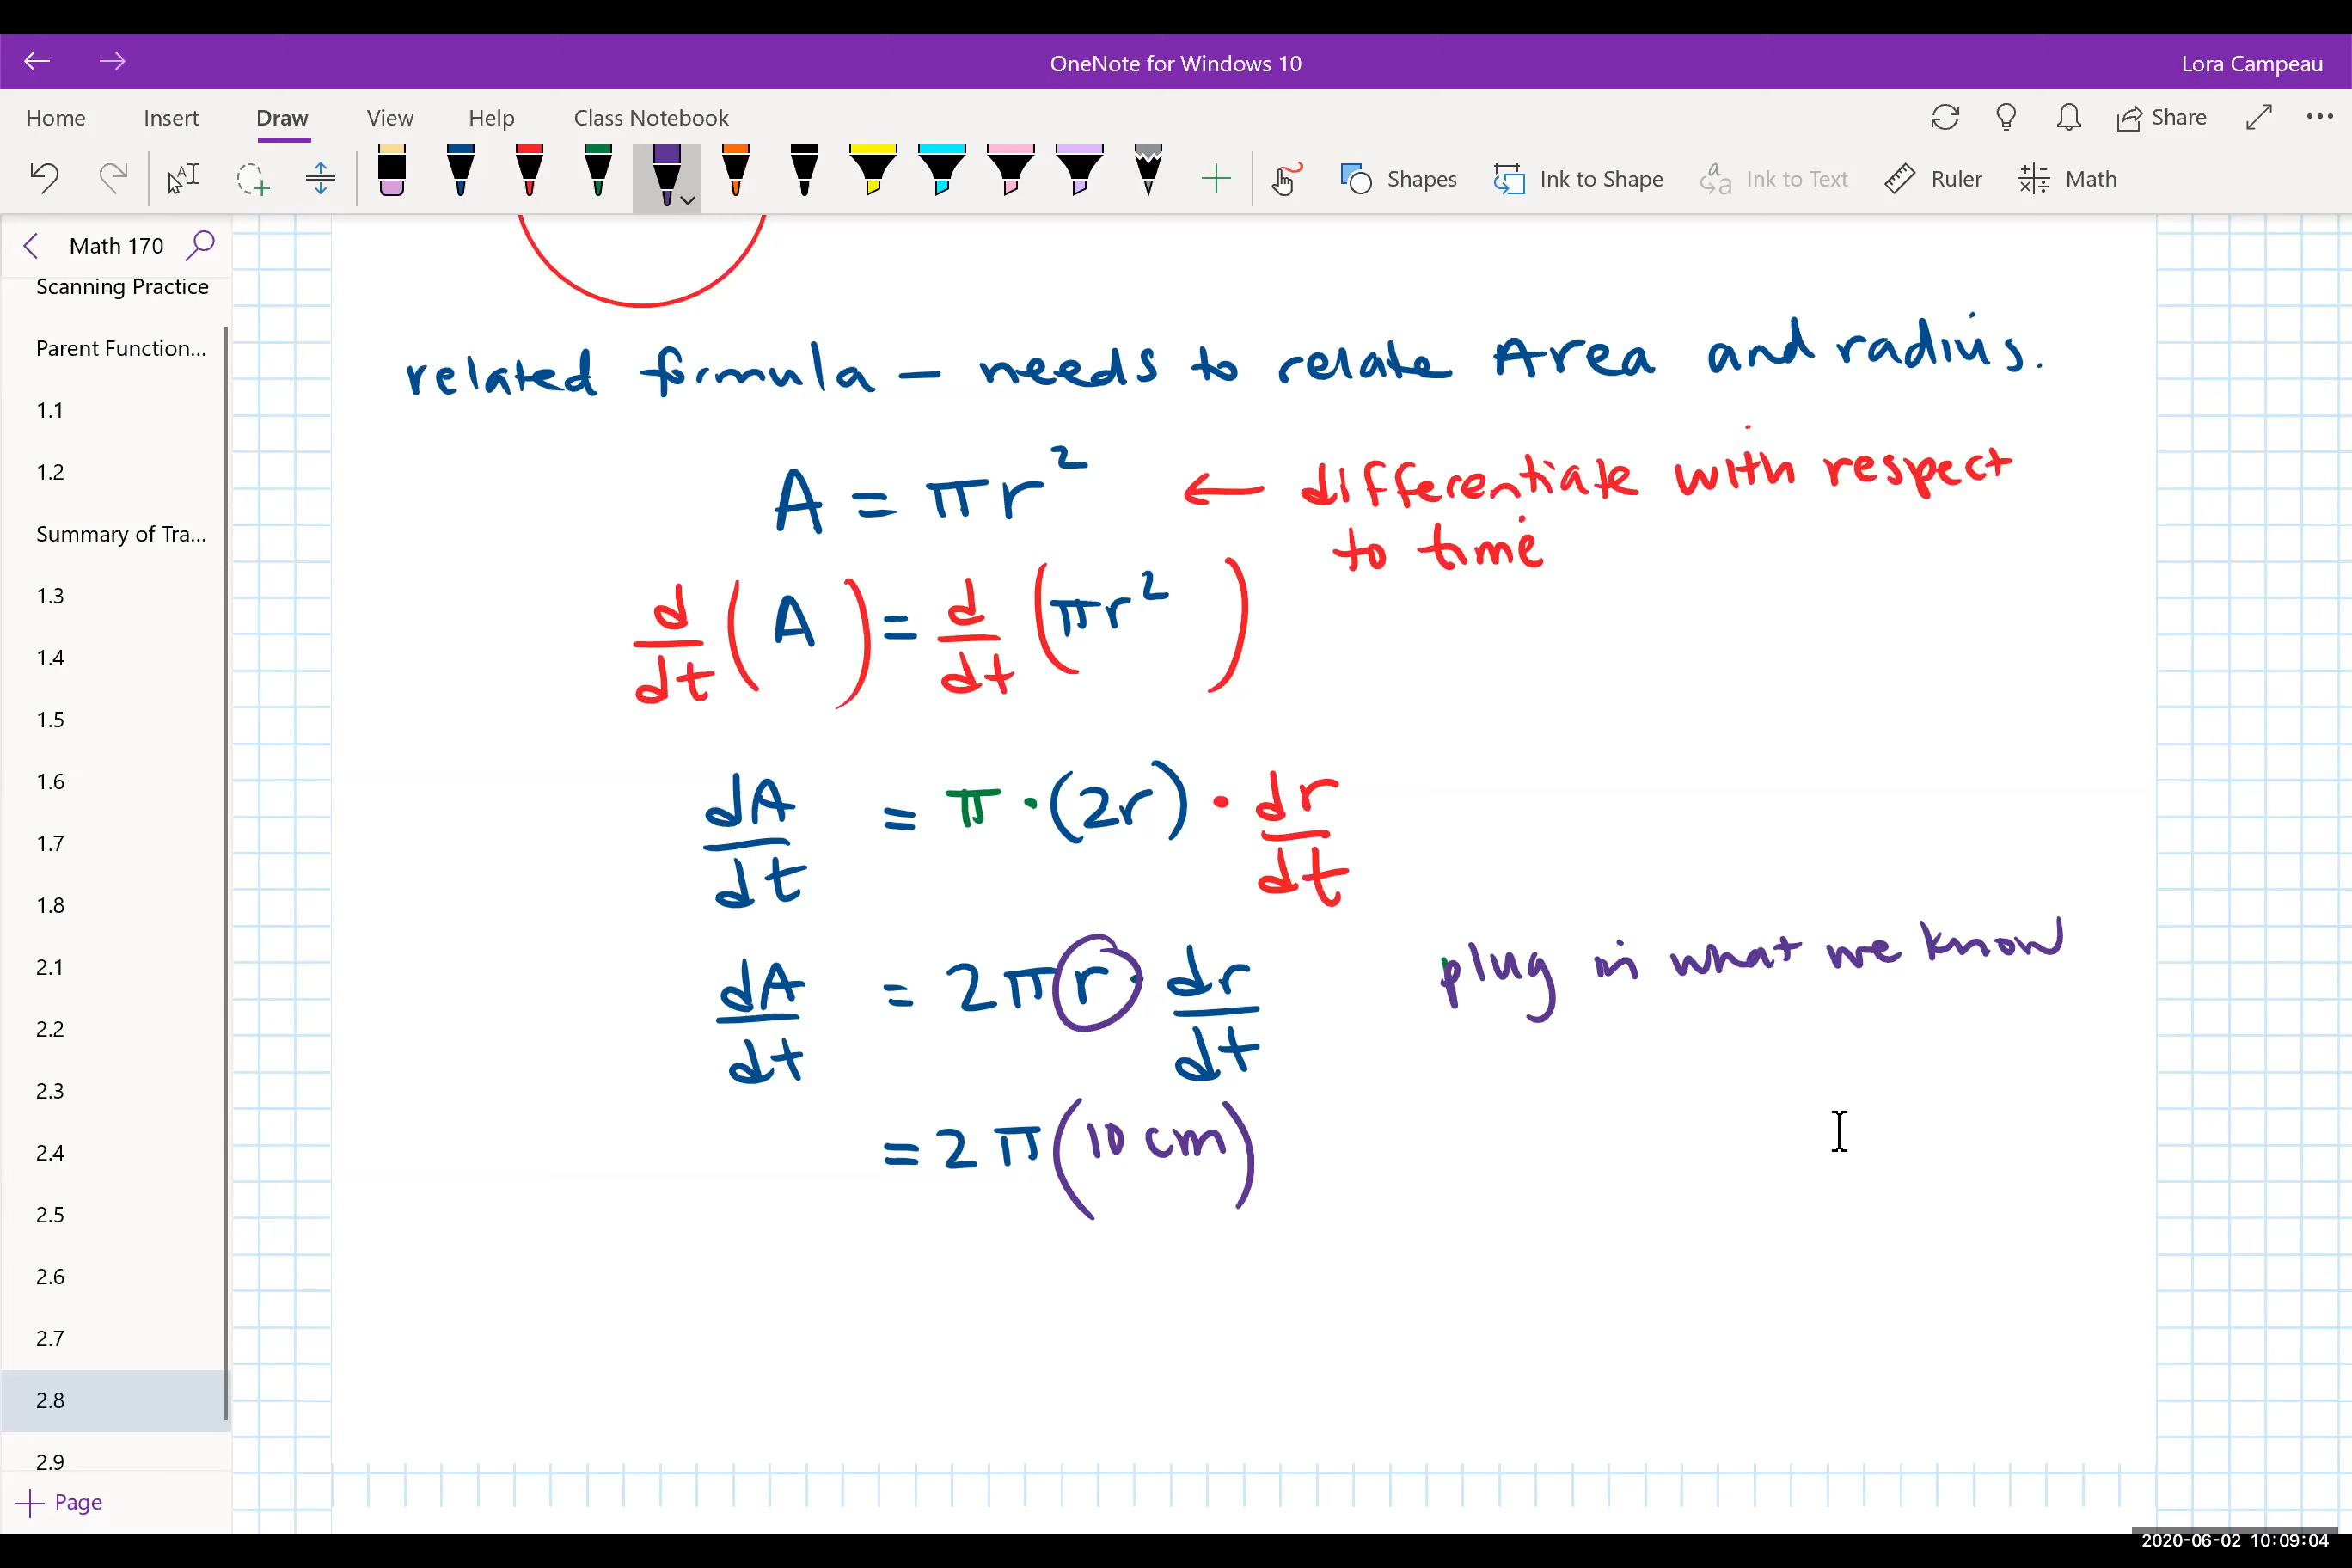 OneNote for Windows 10
Lora Campeau
Home Insert Draw View Help Class Notebook
Share
Shapes Ink to Shape Ink to Text Ruler Math
Math 170
Scanning Practice
Parent Function...
1.1
1.2
Summary of Tra...
1.3
1.4
1.5
1.6
1.7
1.8
2.1
2.2
2.3
2.4
2.5
2.6
2.7
2.8
2.9
Page
related formula — needs to relate Area and radius.
A = πr² ← differentiate with respect
to time
d/dt (A) = d/dt (πr²)
dA/dt = π · (2r) · dr/dt
dA/dt = 2πr · dr/dt plug in what we know
= 2π(10 cm)
2020-06-02 10:09:04